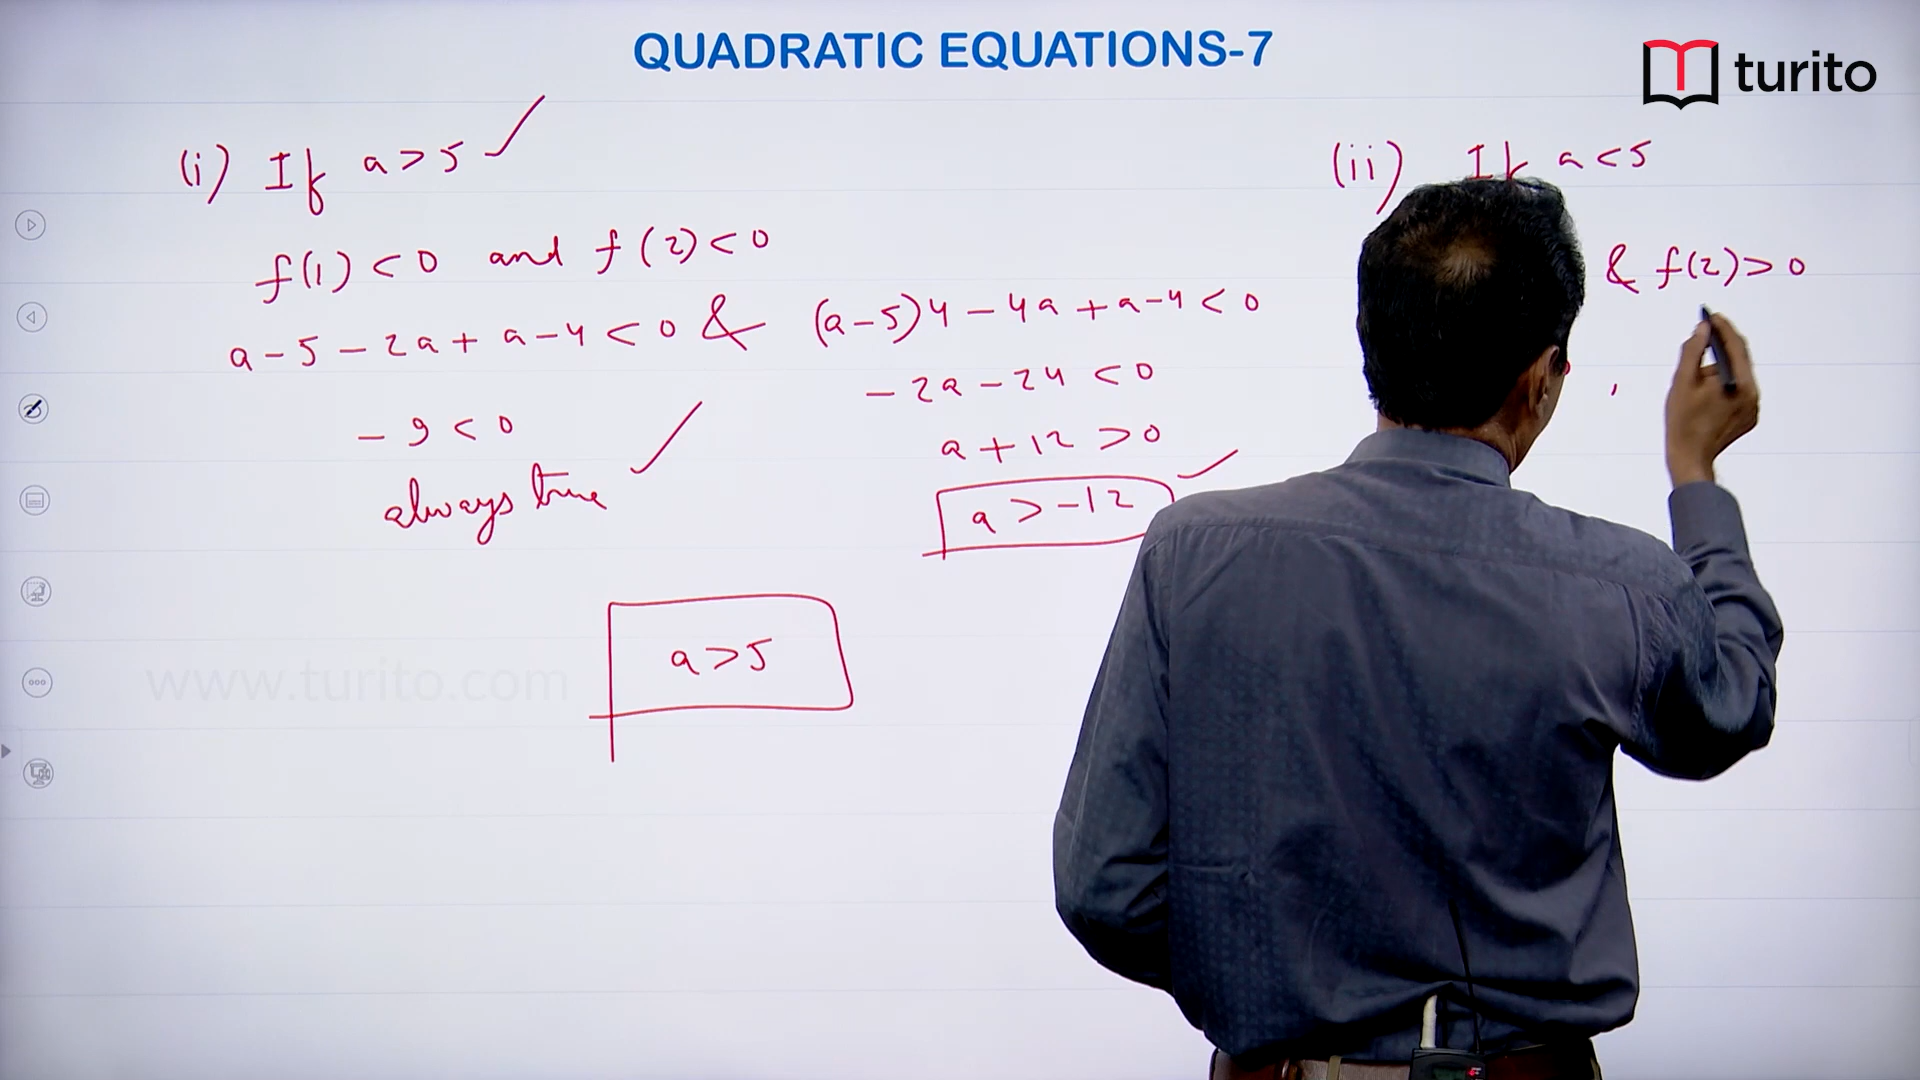 QUADRATIC EQUATIONS-7
turito
(i) If a > 5 ✓
f(1) < 0 and f(2) < 0
a - 5 - 2a + a - 4 < 0 & (a-5)4 - 4a + a - 4 < 0
- 9 < 0
always true ✓
- 2a - 24 < 0
a + 12 > 0
a > -12 ✓
a > 5
(ii) If a < 5
& f(2) > 0
,
www.turito.com